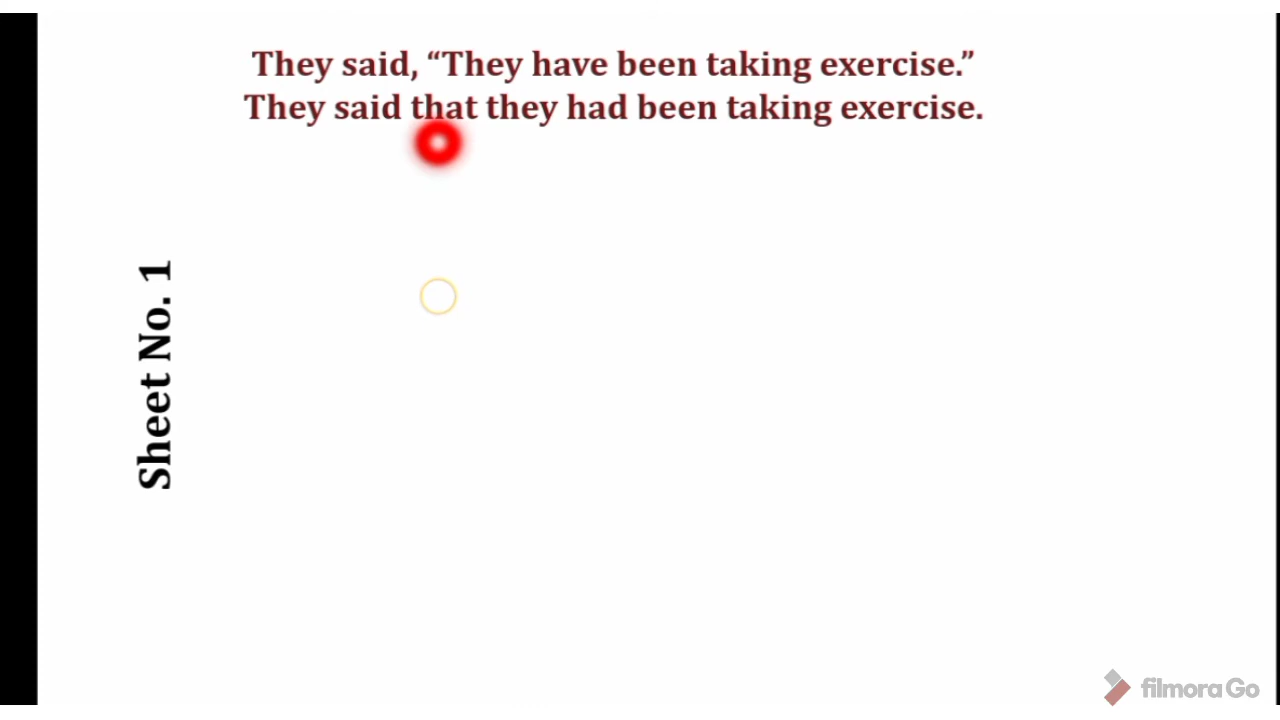 They said, “They have been taking exercise.”
They said that they had been taking exercise.
Sheet No. 1
filmora Go